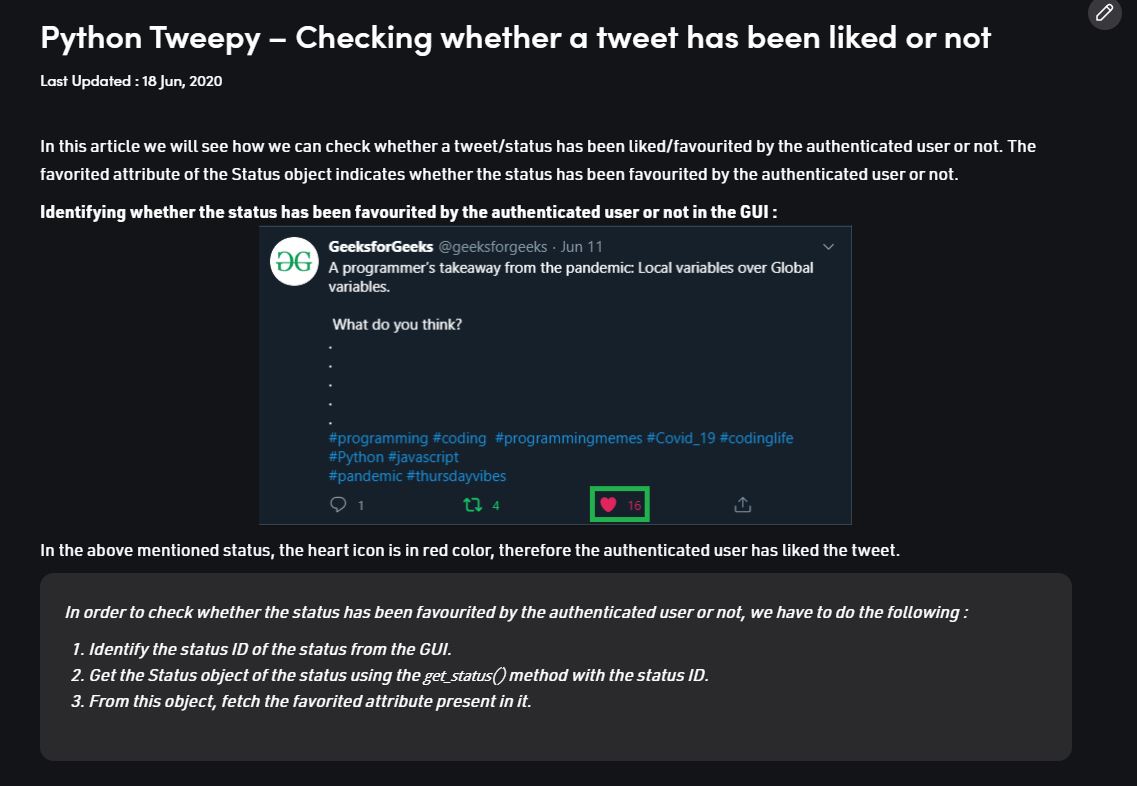 Python Tweepy – Checking whether a tweet has been liked or not
Last Updated : 18 Jun, 2020
In this article we will see how we can check whether a tweet/status has been liked/favourited by the authenticated user or not. The
favorited attribute of the Status object indicates whether the status has been favourited by the authenticated user or not.
Identifying whether the status has been favourited by the authenticated user or not in the GUI :
GeeksforGeeks @geeksforgeeks · Jun 11
A programmer's takeaway from the pandemic: Local variables over Global
variables.
What do you think?
.
.
.
.
.
#programming #coding #programmingmemes #Covid_19 #codinglife
#Python #javascript
#pandemic #thursdayvibes
1 4 16
In the above mentioned status, the heart icon is in red color, therefore the authenticated user has liked the tweet.
In order to check whether the status has been favourited by the authenticated user or not, we have to do the following :
1. Identify the status ID of the status from the GUI.
2. Get the Status object of the status using the get_status() method with the status ID.
3. From this object, fetch the favorited attribute present in it.